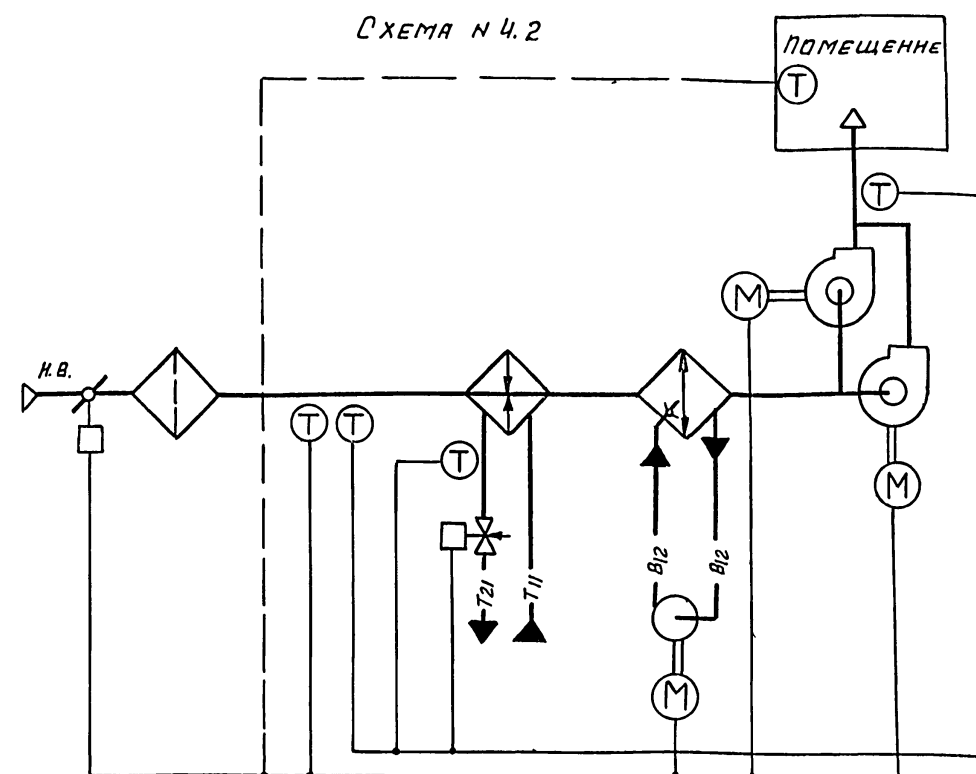 Схема N 4.2
Помещение
Т
Т
М
Н.В.
Т
Т
Т
М
Т21
Т11
В12
В12
М